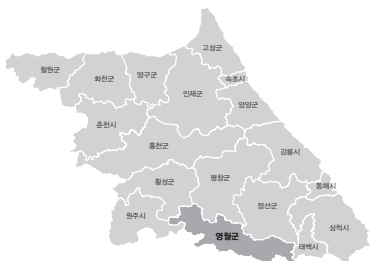 고성군
철원군
화천군
양구군
속초시
인제군
양양군
춘천시
홍천군
강릉시
횡성군
평창군
동해시
정선군
원주시
삼척시
영월군
태백시